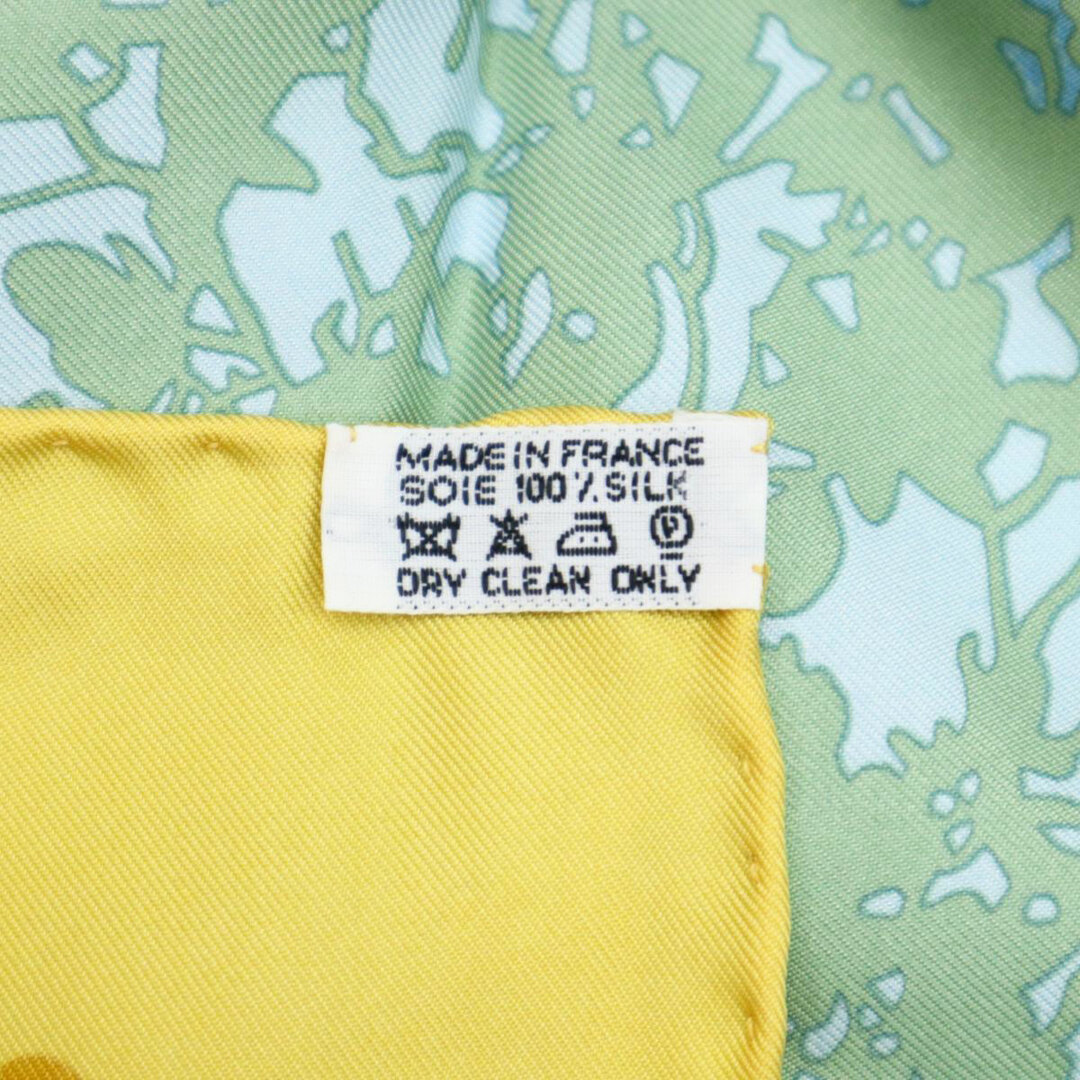 MADE IN FRANCE
SOIE 100% SILK
P
DRY CLEAN ONLY